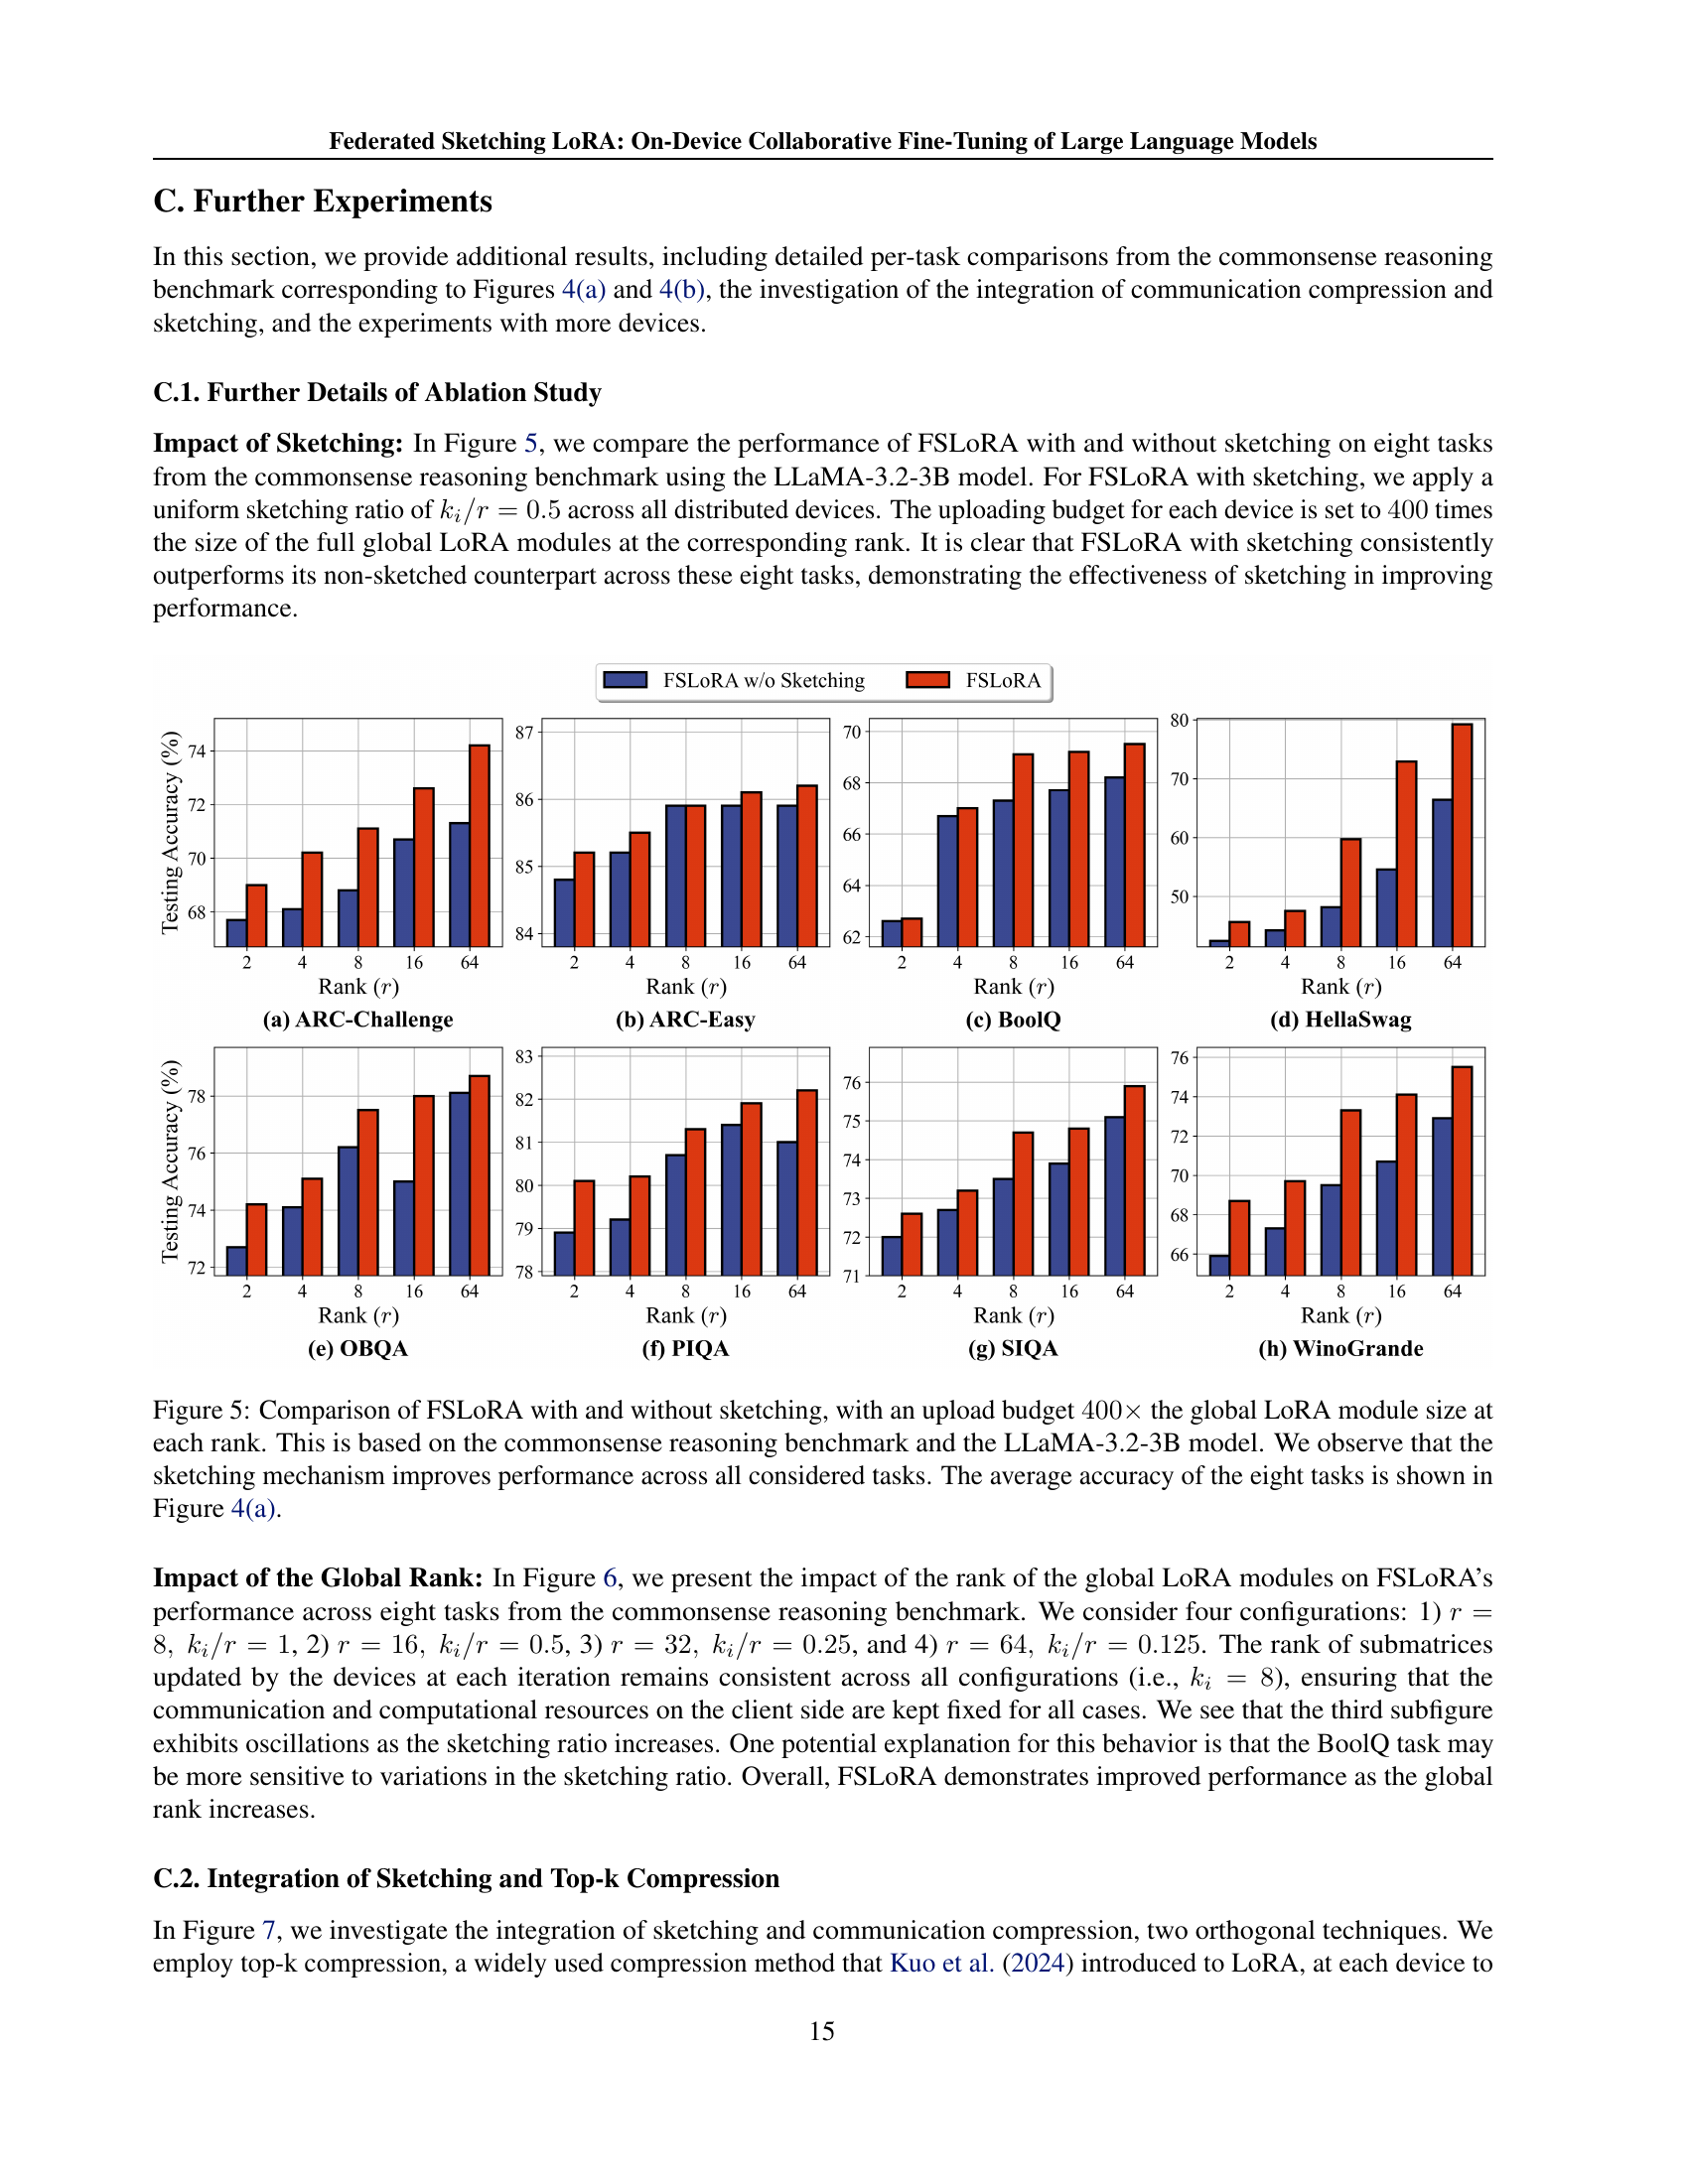 Federated Sketching LoRA: On-Device Collaborative Fine-Tuning of Large Language Models
C. Further Experiments
In this section, we provide additional results, including detailed per-task comparisons from the commonsense reasoning
benchmark corresponding to Figures 4(a) and 4(b), the investigation of the integration of communication compression and
sketching, and the experiments with more devices.
C.1. Further Details of Ablation Study
Impact of Sketching: In Figure 5, we compare the performance of FSLoRA with and without sketching on eight tasks
from the commonsense reasoning benchmark using the LLaMA-3.2-3B model. For FSLoRA with sketching, we apply a
uniform sketching ratio of k_i/r = 0.5 across all distributed devices. The uploading budget for each device is set to 400 times
the size of the full global LoRA modules at the corresponding rank. It is clear that FSLoRA with sketching consistently
outperforms its non-sketched counterpart across these eight tasks, demonstrating the effectiveness of sketching in improving
performance.
FSLoRA w/o Sketching FSLoRA
Testing Accuracy (%)
74
72
70
68
2 4 8 16 64
Rank (r)
(a) ARC-Challenge
87
86
85
84
2 4 8 16 64
Rank (r)
(b) ARC-Easy
70
68
66
64
62
2 4 8 16 64
Rank (r)
(c) BoolQ
80
70
60
50
2 4 8 16 64
Rank (r)
(d) HellaSwag
Testing Accuracy (%)
78
76
74
72
2 4 8 16 64
Rank (r)
(e) OBQA
83
82
81
80
79
78
2 4 8 16 64
Rank (r)
(f) PIQA
76
75
74
73
72
71
2 4 8 16 64
Rank (r)
(g) SIQA
76
74
72
70
68
66
2 4 8 16 64
Rank (r)
(h) WinoGrande
Figure 5: Comparison of FSLoRA with and without sketching, with an upload budget 400× the global LoRA module size at
each rank. This is based on the commonsense reasoning benchmark and the LLaMA-3.2-3B model. We observe that the
sketching mechanism improves performance across all considered tasks. The average accuracy of the eight tasks is shown in
Figure 4(a).
Impact of the Global Rank: In Figure 6, we present the impact of the rank of the global LoRA modules on FSLoRA's
performance across eight tasks from the commonsense reasoning benchmark. We consider four configurations: 1) r =
8, k_i/r = 1, 2) r = 16, k_i/r = 0.5, 3) r = 32, k_i/r = 0.25, and 4) r = 64, k_i/r = 0.125. The rank of submatrices
updated by the devices at each iteration remains consistent across all configurations (i.e., k_i = 8), ensuring that the
communication and computational resources on the client side are kept fixed for all cases. We see that the third subfigure
exhibits oscillations as the sketching ratio increases. One potential explanation for this behavior is that the BoolQ task may
be more sensitive to variations in the sketching ratio. Overall, FSLoRA demonstrates improved performance as the global
rank increases.
C.2. Integration of Sketching and Top-k Compression
In Figure 7, we investigate the integration of sketching and communication compression, two orthogonal techniques. We
employ top-k compression, a widely used compression method that Kuo et al. (2024) introduced to LoRA, at each device to
15